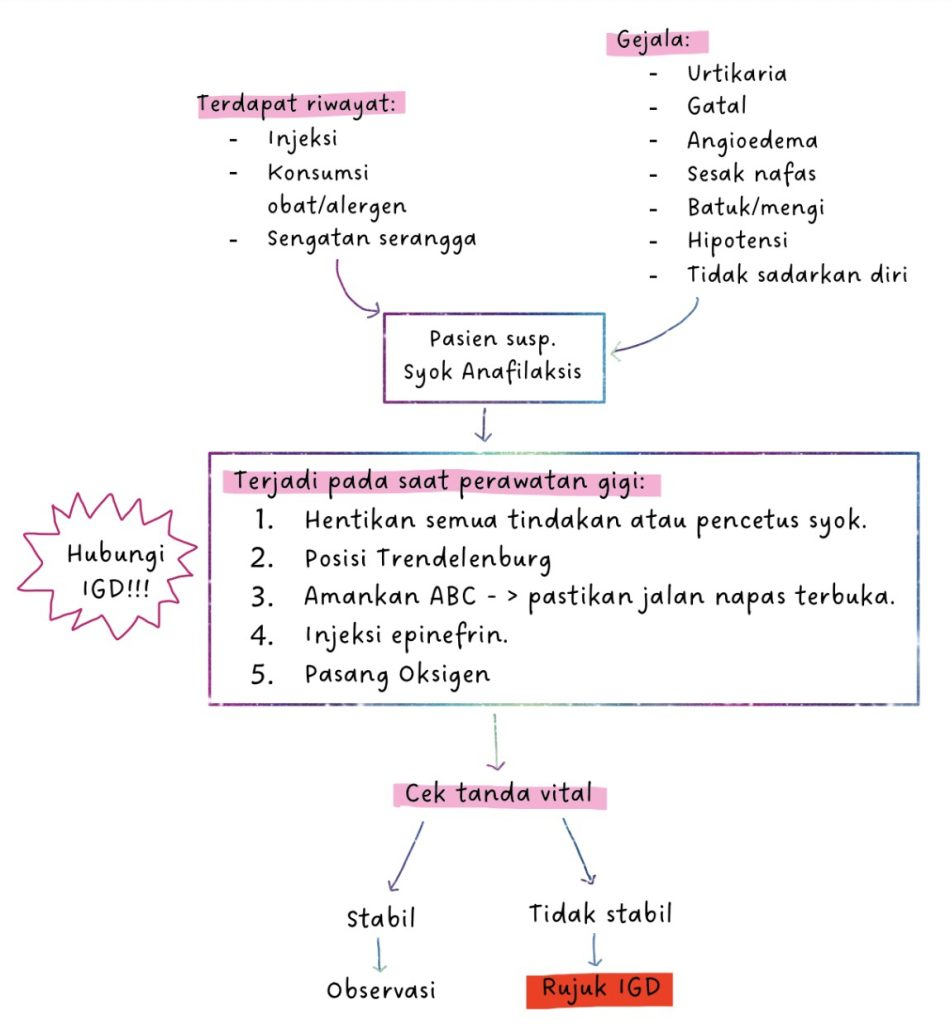 Gejala:
- Urtikaria
- Gatal
- Angioedema
- Sesak nafas
- Batuk/mengi
- Hipotensi
- Tidak sadarkan diri
Terdapat riwayat:
- Injeksi
- Konsumsi
obat/alergen
- Sengatan serangga
Pasien susp.
Syok Anafilaksis
Hubungi
IGD!!!
Terjadi pada saat perawatan gigi:
1. Hentikan semua tindakan atau pencetus syok.
2. Posisi Trendelenburg
3. Amankan ABC - > pastikan jalan napas terbuka.
4. Injeksi epinefrin.
5. Pasang Oksigen
Cek tanda vital
Stabil
Tidak stabil
Observasi
Rujuk IGD